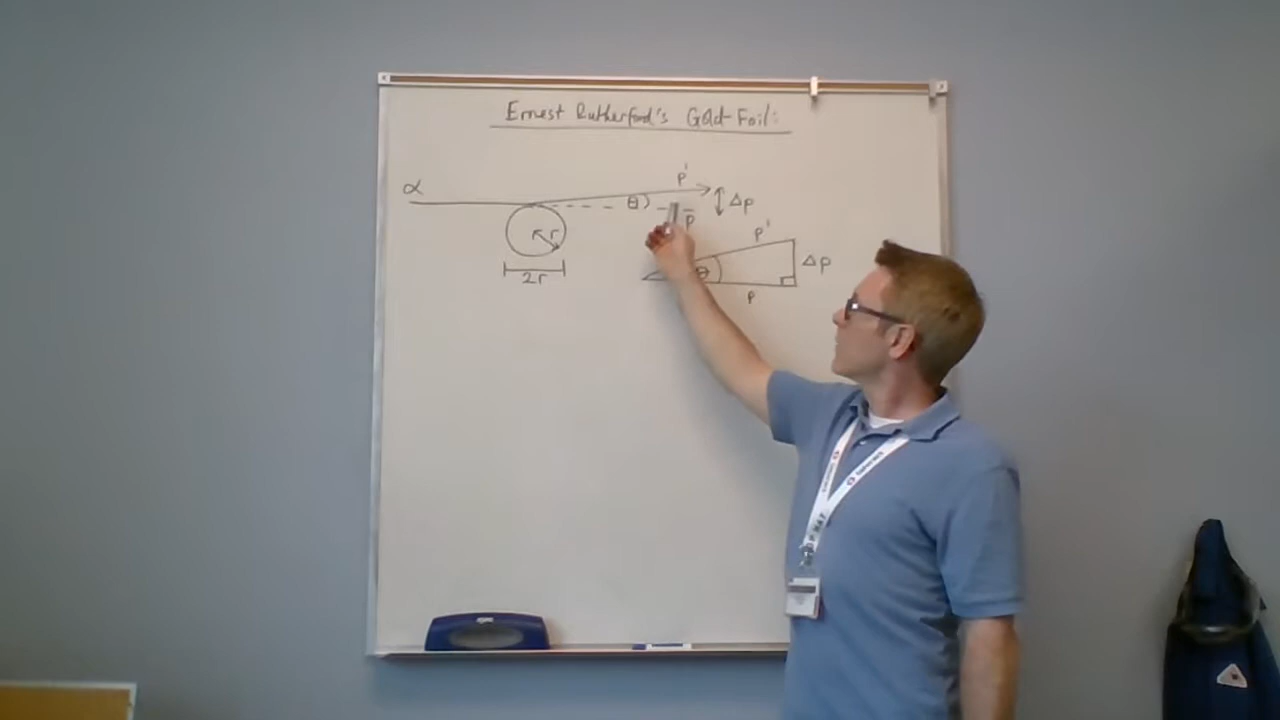 Ernest Rutherford's Gold Foil:
α
p'
θ
Δp
p
r
2r
p'
θ
Δp
p